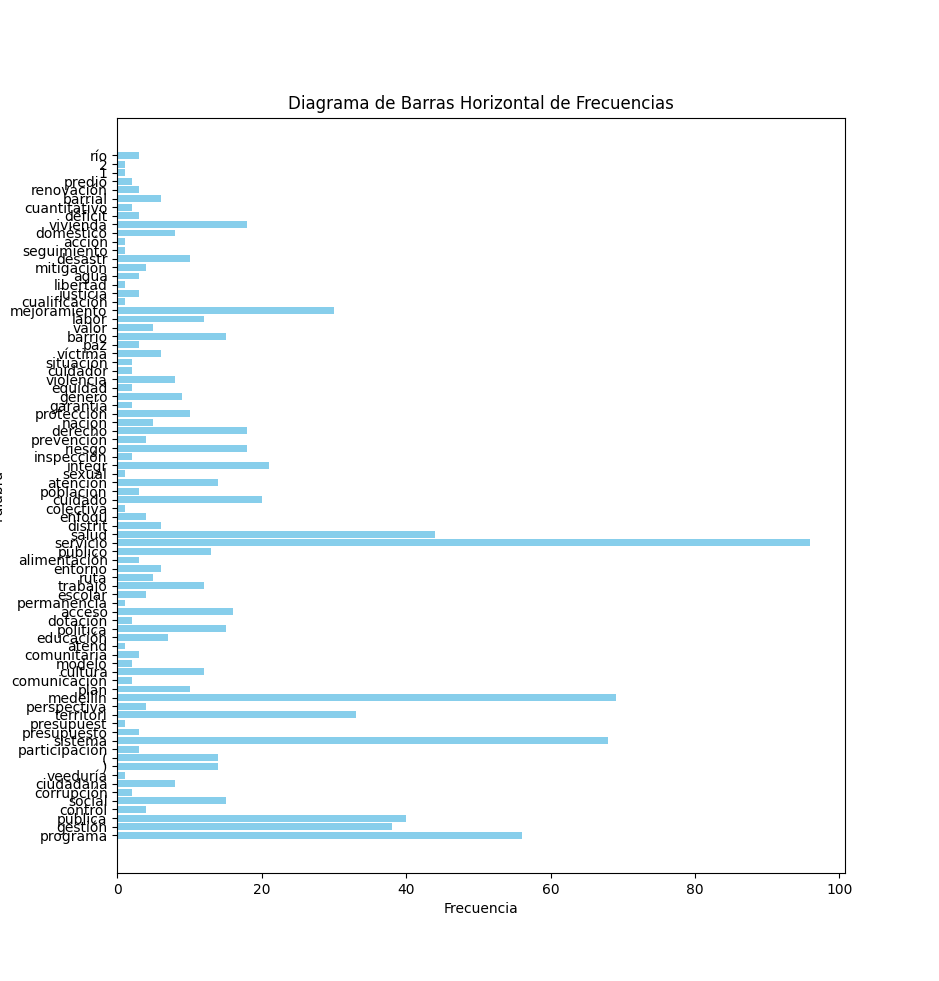 Diagrama de Barras Horizontal de Frecuencias
río
2
1
predio
renovación
barrial
cuantitativo
déficit
vivienda
doméstico
acción
seguimiento
desastr
mitigación
agua
libertad
justicia
cualificación
mejoramiento
labor
valor
barrio
paz
víctima
situación
cuidador
violencia
equidad
género
garantía
protección
nación
derecho
prevención
riesgo
inspección
integr
sexual
atención
población
cuidado
colectiva
enfoqu
distrit
salud
servicio
público
alimentación
entorno
ruta
trabajo
escolar
permanencia
acceso
dotación
política
educación
atend
comunitaria
modelo
cultura
comunicación
plan
medellín
perspectiva
territori
presupuest
presupuesto
sistema
participación
(
)
veeduría
ciudadana
corrupción
social
control
pública
gestión
programa
0 20 40 60 80 100
Frecuencia